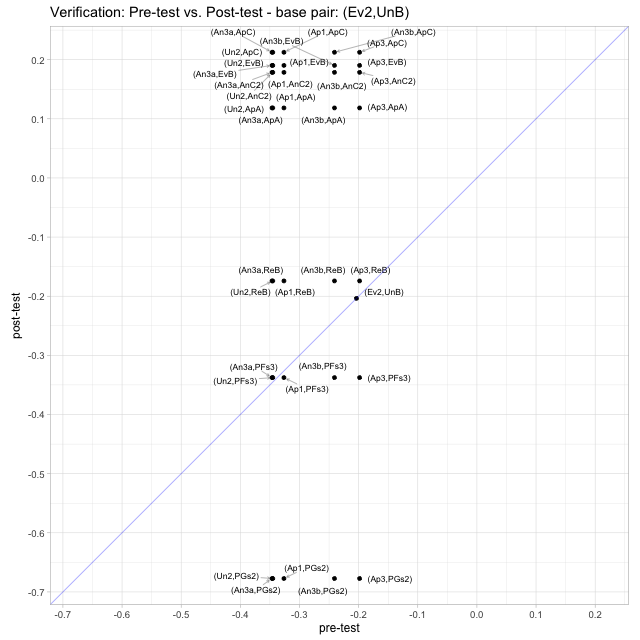 Verification: Pre-test vs. Post-test - base pair: (Ev2,UnB)
(An3a,ApC)
(Ap1,ApC)
(An3b,ApC)
(An3b,EvB)
(Ap3,ApC)
(Un2,ApC)
(Un2,EvB)
(Ap1,EvB)
(Ap3,EvB)
(An3a,EvB)
(An3a,AnC2)
(Ap1,AnC2)
(An3b,AnC2)
(Ap3,AnC2)
(Un2,AnC2)
(Ap1,ApA)
(Un2,ApA)
(Ap3,ApA)
(An3a,ApA)
(An3b,ApA)
(An3a,ReB)
(An3b,ReB)
(Ap3,ReB)
(Un2,ReB)
(Ap1,ReB)
(Ev2,UnB)
(An3a,PFs3)
(An3b,PFs3)
(Un2,PFs3)
(Ap3,PFs3)
(Ap1,PFs3)
(Ap1,PGs2)
(Un2,PGs2)
(Ap3,PGs2)
(An3a,PGs2)
(An3b,PGs2)
0.2
0.1
0.0
-0.1
-0.2
-0.3
-0.4
-0.5
-0.6
-0.7
post-test
-0.7 -0.6 -0.5 -0.4 -0.3 -0.2 -0.1 0.0 0.1 0.2
pre-test